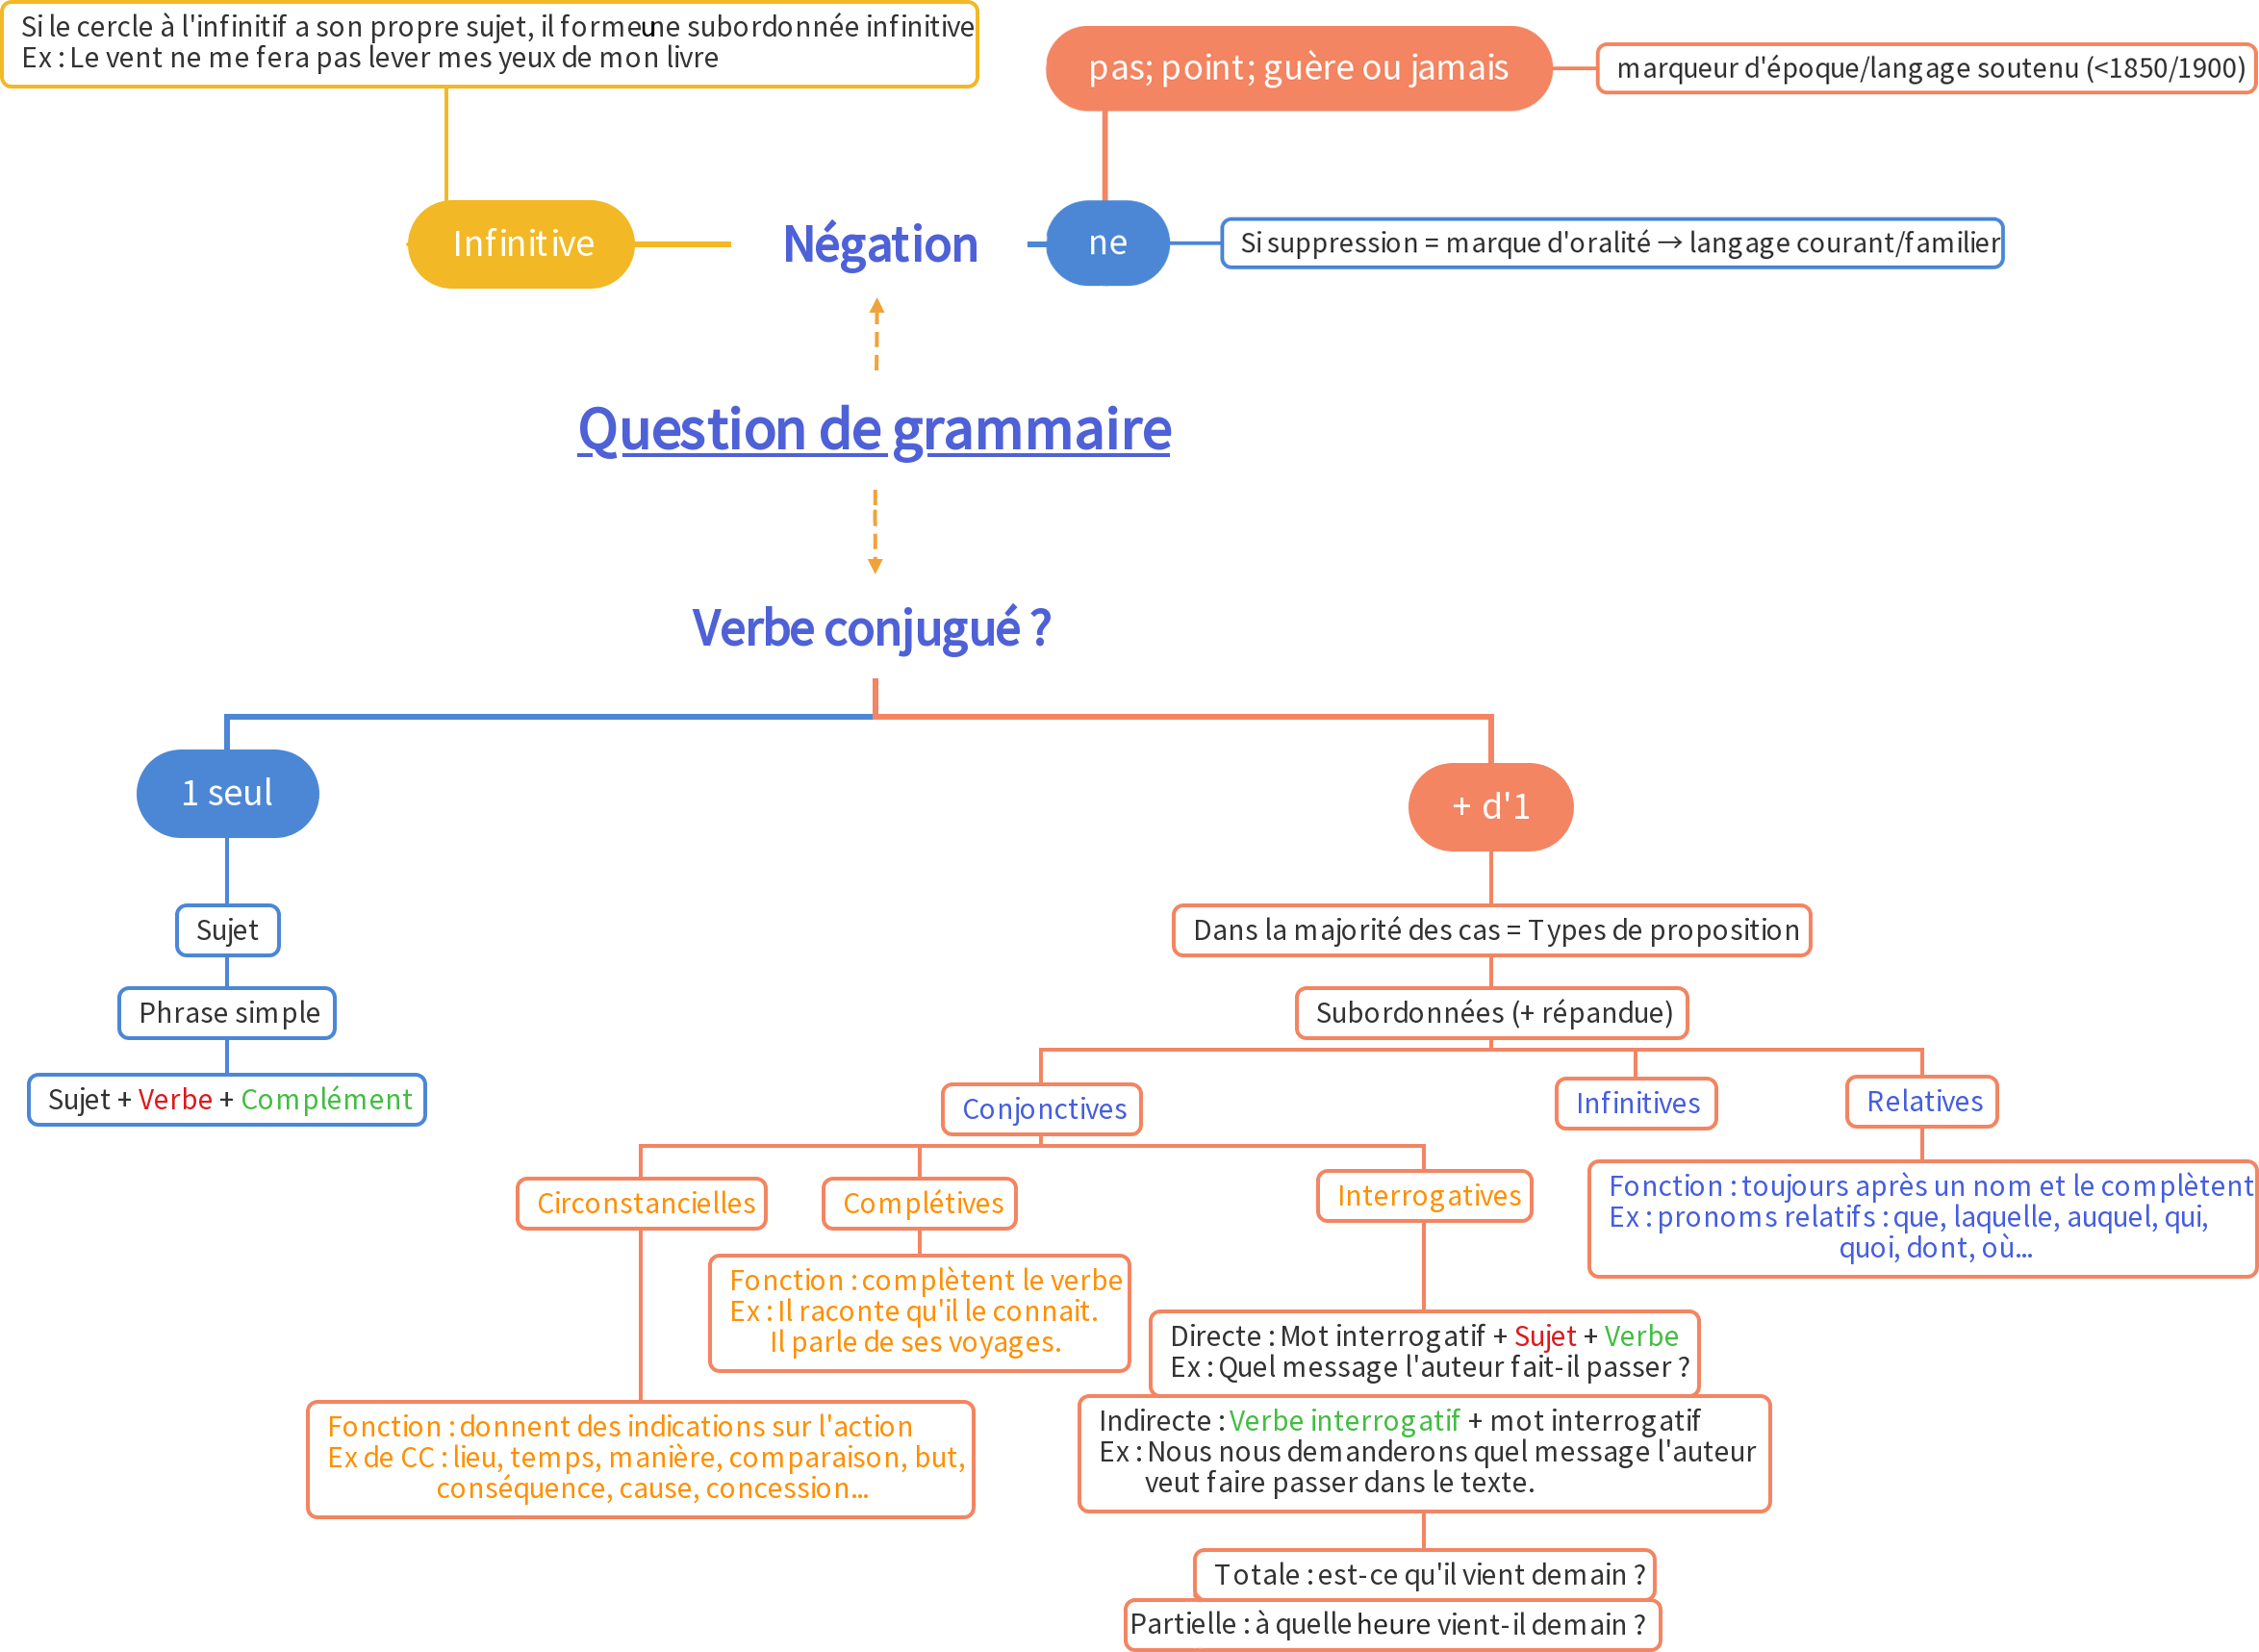 Si le cercle à l'infinitif a son propre sujet, il forme une subordonnée infinitive
Ex : Le vent ne me fera pas lever mes yeux de mon livre
pas; point; guère ou jamais
marqueur d'époque/langage soutenu (<1850/1900)
Infinitive
Négation
ne
Si suppression = marque d'oralité → langage courant/familier
Question de grammaire
Verbe conjugué ?
1 seul
+ d'1
Sujet
Dans la majorité des cas = Types de proposition
Phrase simple
Subordonnées (+ répandue)
Sujet + Verbe + Complément
Conjonctives
Infinitives
Relatives
Circonstancielles
Complétives
Interrogatives
Fonction : toujours après un nom et le complètent
Ex : pronoms relatifs : que, laquelle, auquel, qui,
quoi, dont, où...
Fonction : complètent le verbe
Ex : Il raconte qu'il le connait.
Il parle de ses voyages.
Directe : Mot interrogatif + Sujet + Verbe
Ex : Quel message l'auteur fait-il passer ?
Fonction : donnent des indications sur l'action
Ex de CC : lieu, temps, manière, comparaison, but,
conséquence, cause, concession...
Indirecte : Verbe interrogatif + mot interrogatif
Ex : Nous nous demanderons quel message l'auteur
veut faire passer dans le texte.
Totale : est-ce qu'il vient demain ?
Partielle : à quelle heure vient-il demain ?